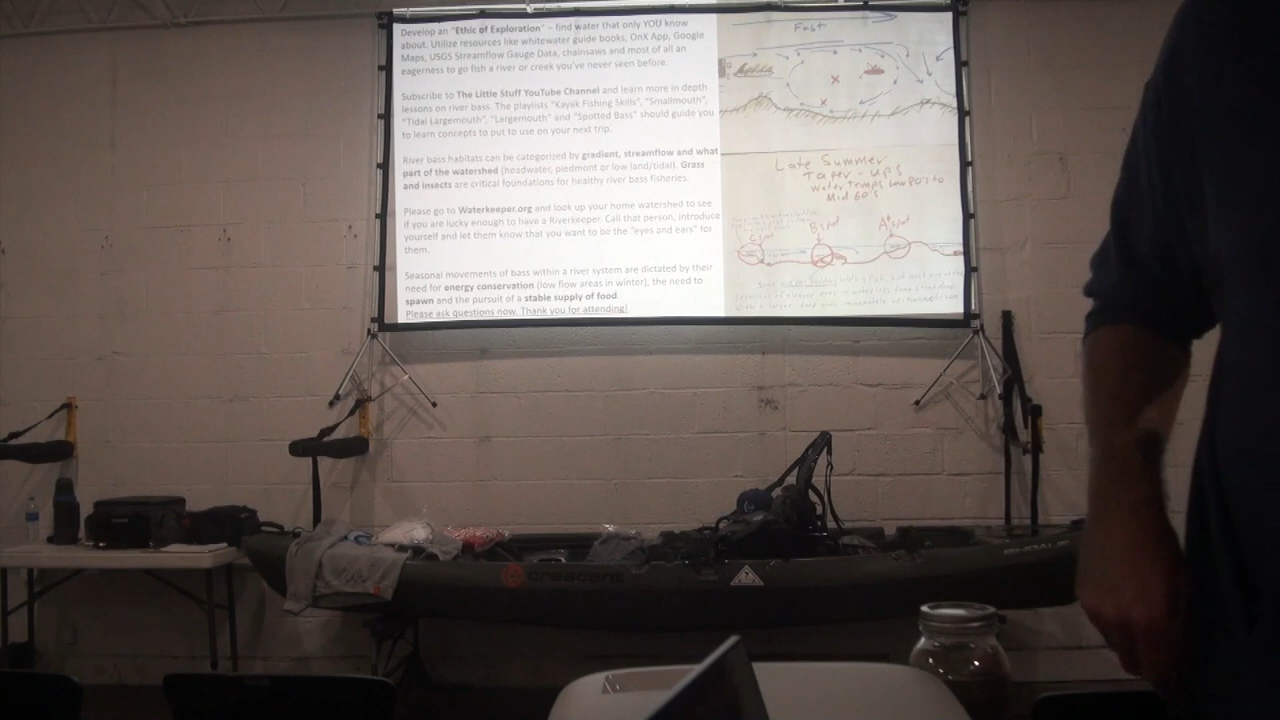 Develop an "Ethic of Exploration" – find water that only YOU know
about. Utilize resources like whitewater guide books, OnX App, Google
Maps, USGS Streamflow Gauge Data, chainsaws and most of all an
eagerness to go fish a river or creek you've never seen before.
Subscribe to The Little Stuff YouTube Channel and learn more in depth
lessons on river bass. The playlists "Kayak Fishing Skills", "Smallmouth",
"Tidal Largemouth", "Largemouth" and "Spotted Bass" should guide you
to learn concepts to put to use on your next trip.
River bass habitats can be categorized by gradient, streamflow and what
part of the watershed (headwater, piedmont or low land/tidal). Grass
and insects are critical foundations for healthy river bass fisheries.
Please go to Waterkeeper.org and look up your home watershed to see
if you are lucky enough to have a Riverkeeper. Call that person, introduce
yourself and let them know that you want to be the "eyes and ears" for
them.
Seasonal movements of bass within a river system are dictated by their
need for energy conservation (low flow areas in winter), the need to
spawn and the pursuit of a stable supply of food.
Please ask questions now. Thank you for attending!
Fast
Late Summer
Taper - Ups
Water Temps Low 80's to
Mid 60's
C spot
B spot
A+ spot
crescent